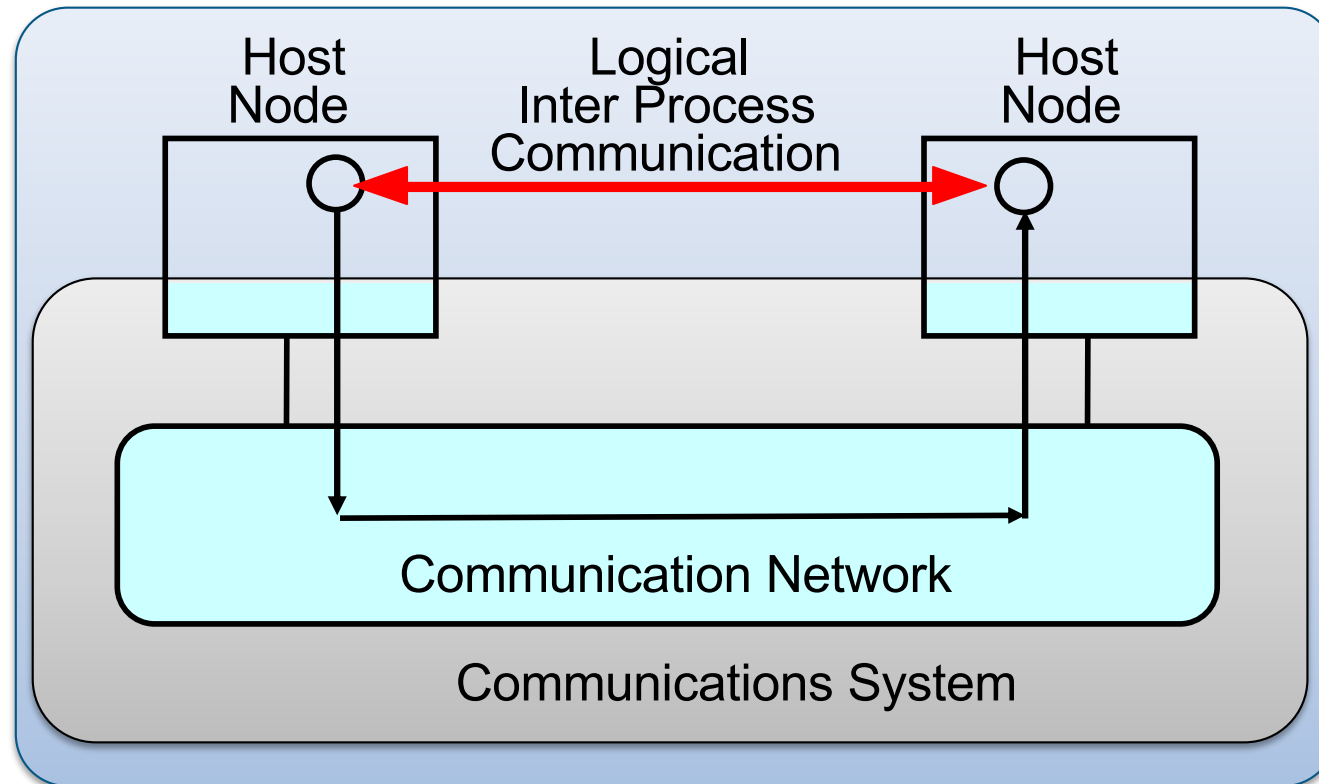 Host
Node
Logical
Inter Process
Communication
Host
Node
Communication Network
Communications System